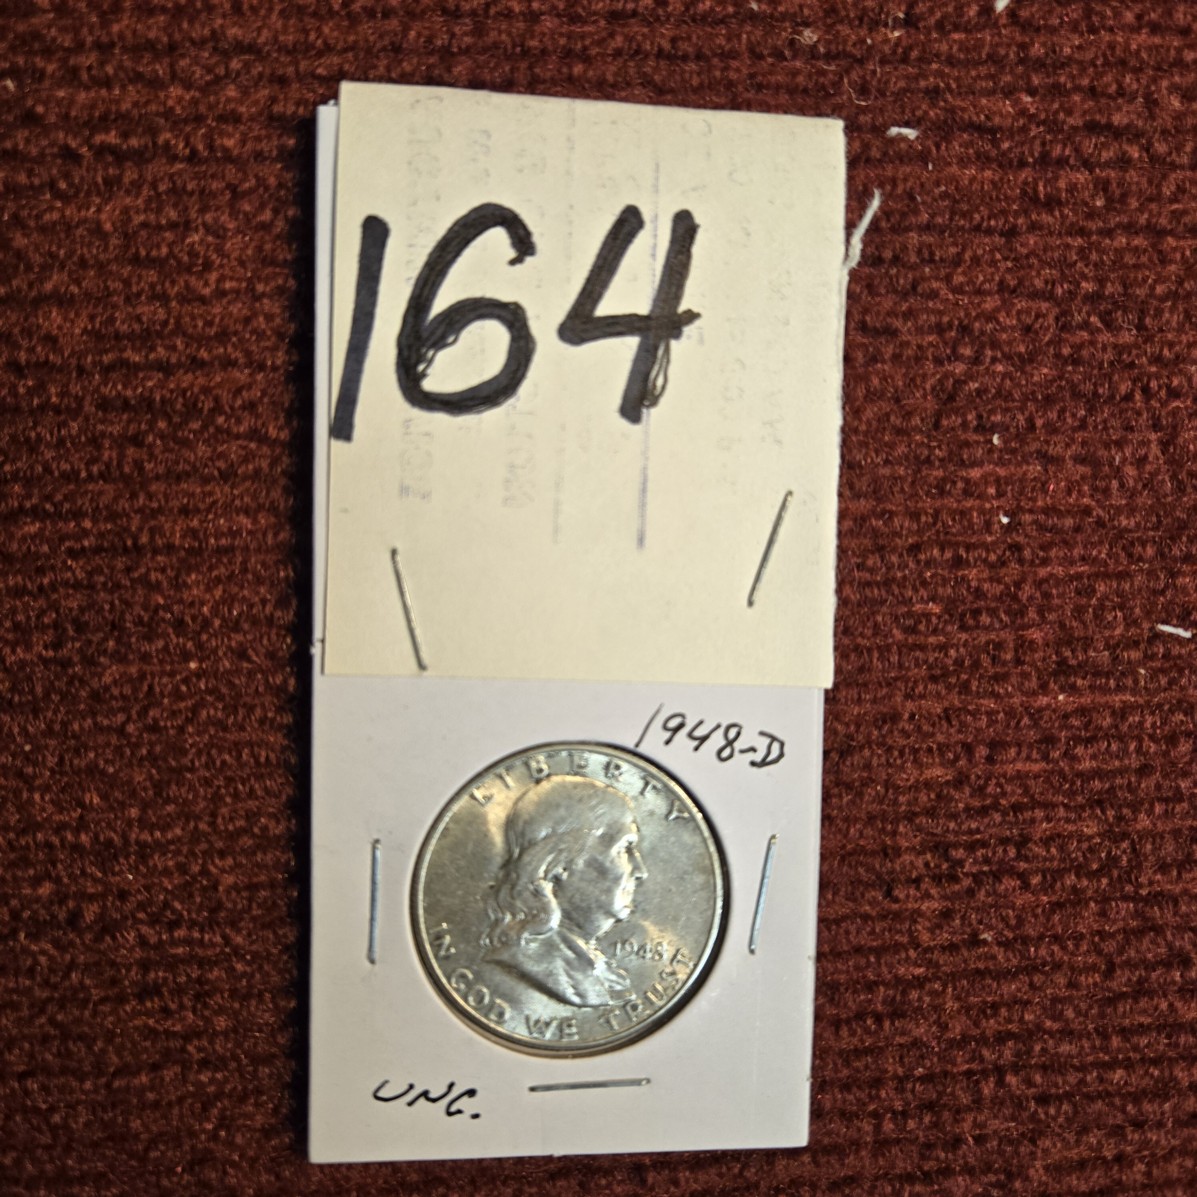 164
1948-D
LIBERTY
1948
IN GOD WE TRUST
UNC.